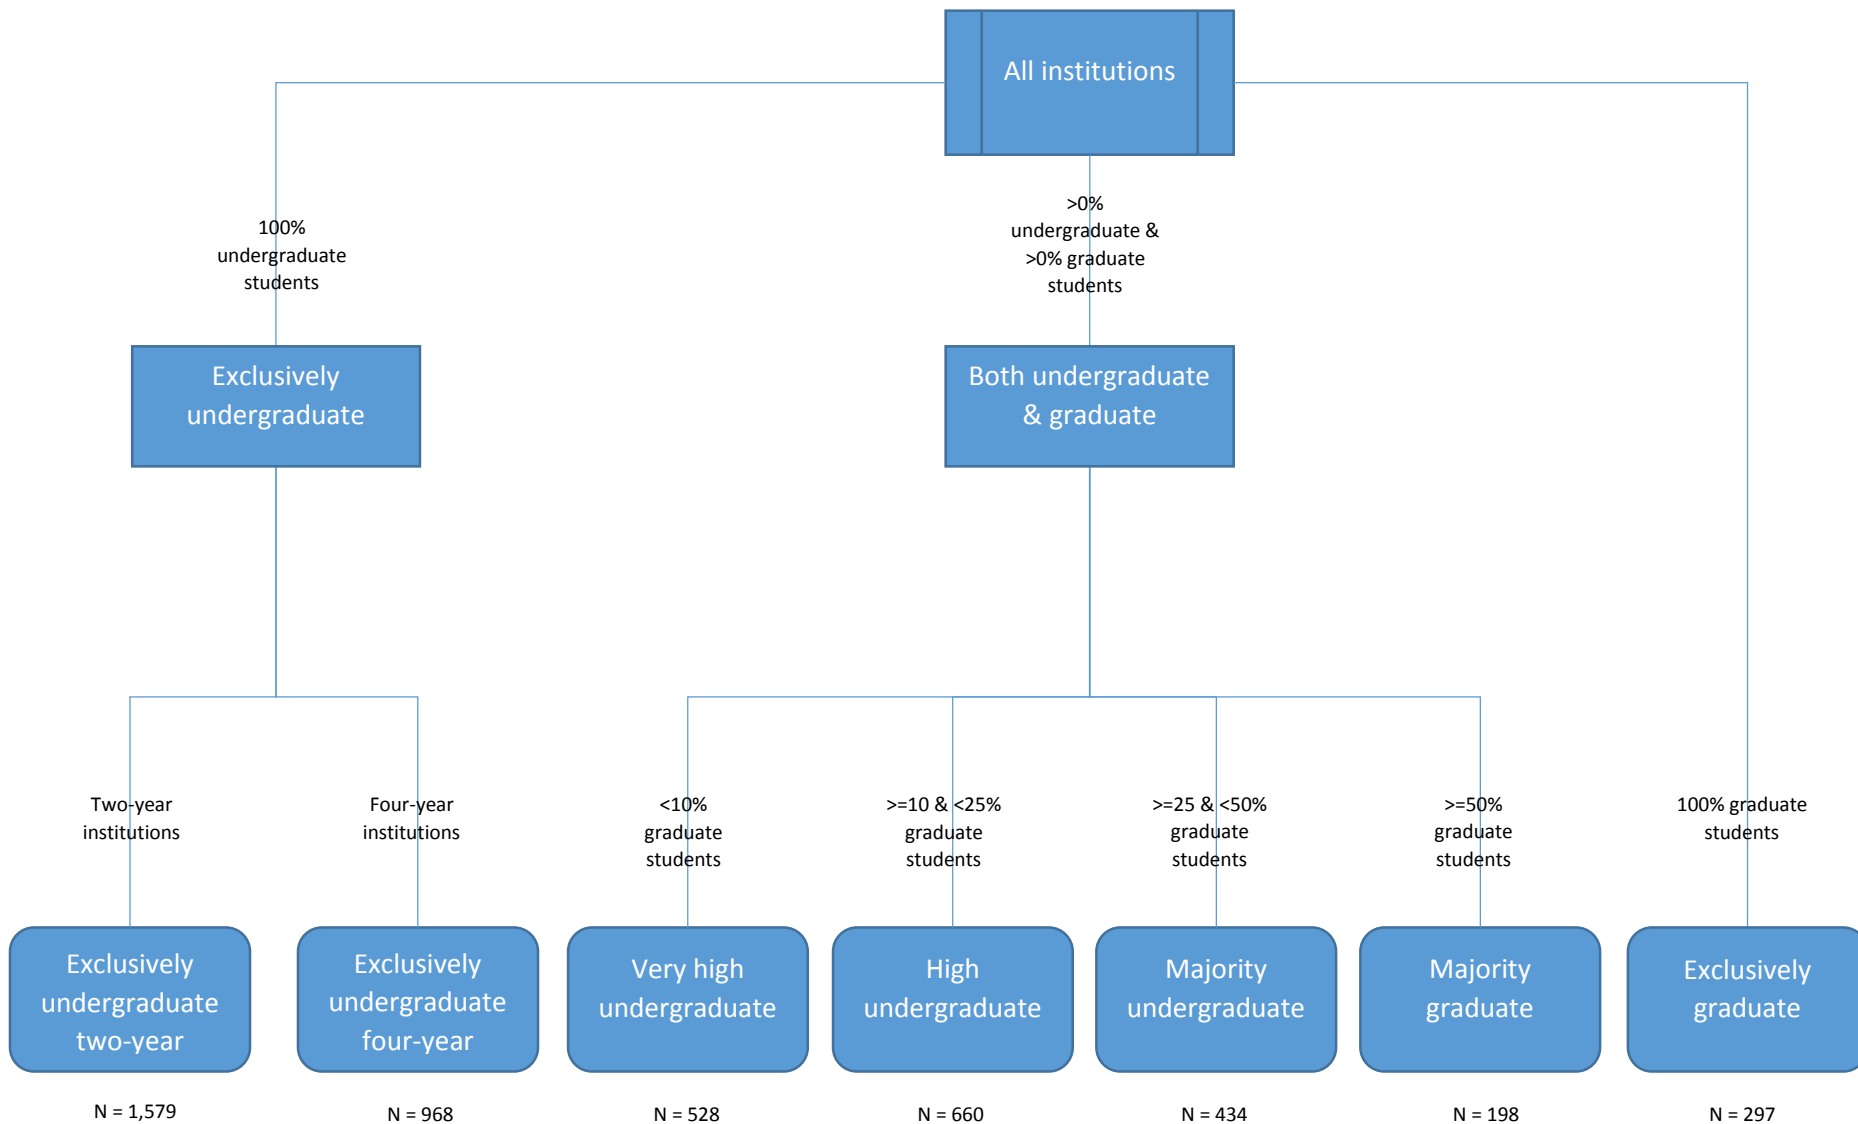 All institutions
100%
undergraduate
students
>0%
undergraduate &
>0% graduate
students
Exclusively
undergraduate
Both undergraduate
& graduate
Two-year
institutions
Four-year
institutions
<10%
graduate
students
>=10 & <25%
graduate
students
>=25 & <50%
graduate
students
>=50%
graduate
students
100% graduate
students
Exclusively
undergraduate
two-year
Exclusively
undergraduate
four-year
Very high
undergraduate
High
undergraduate
Majority
undergraduate
Majority
graduate
Exclusively
graduate
N = 1,579
N = 968
N = 528
N = 660
N = 434
N = 198
N = 297